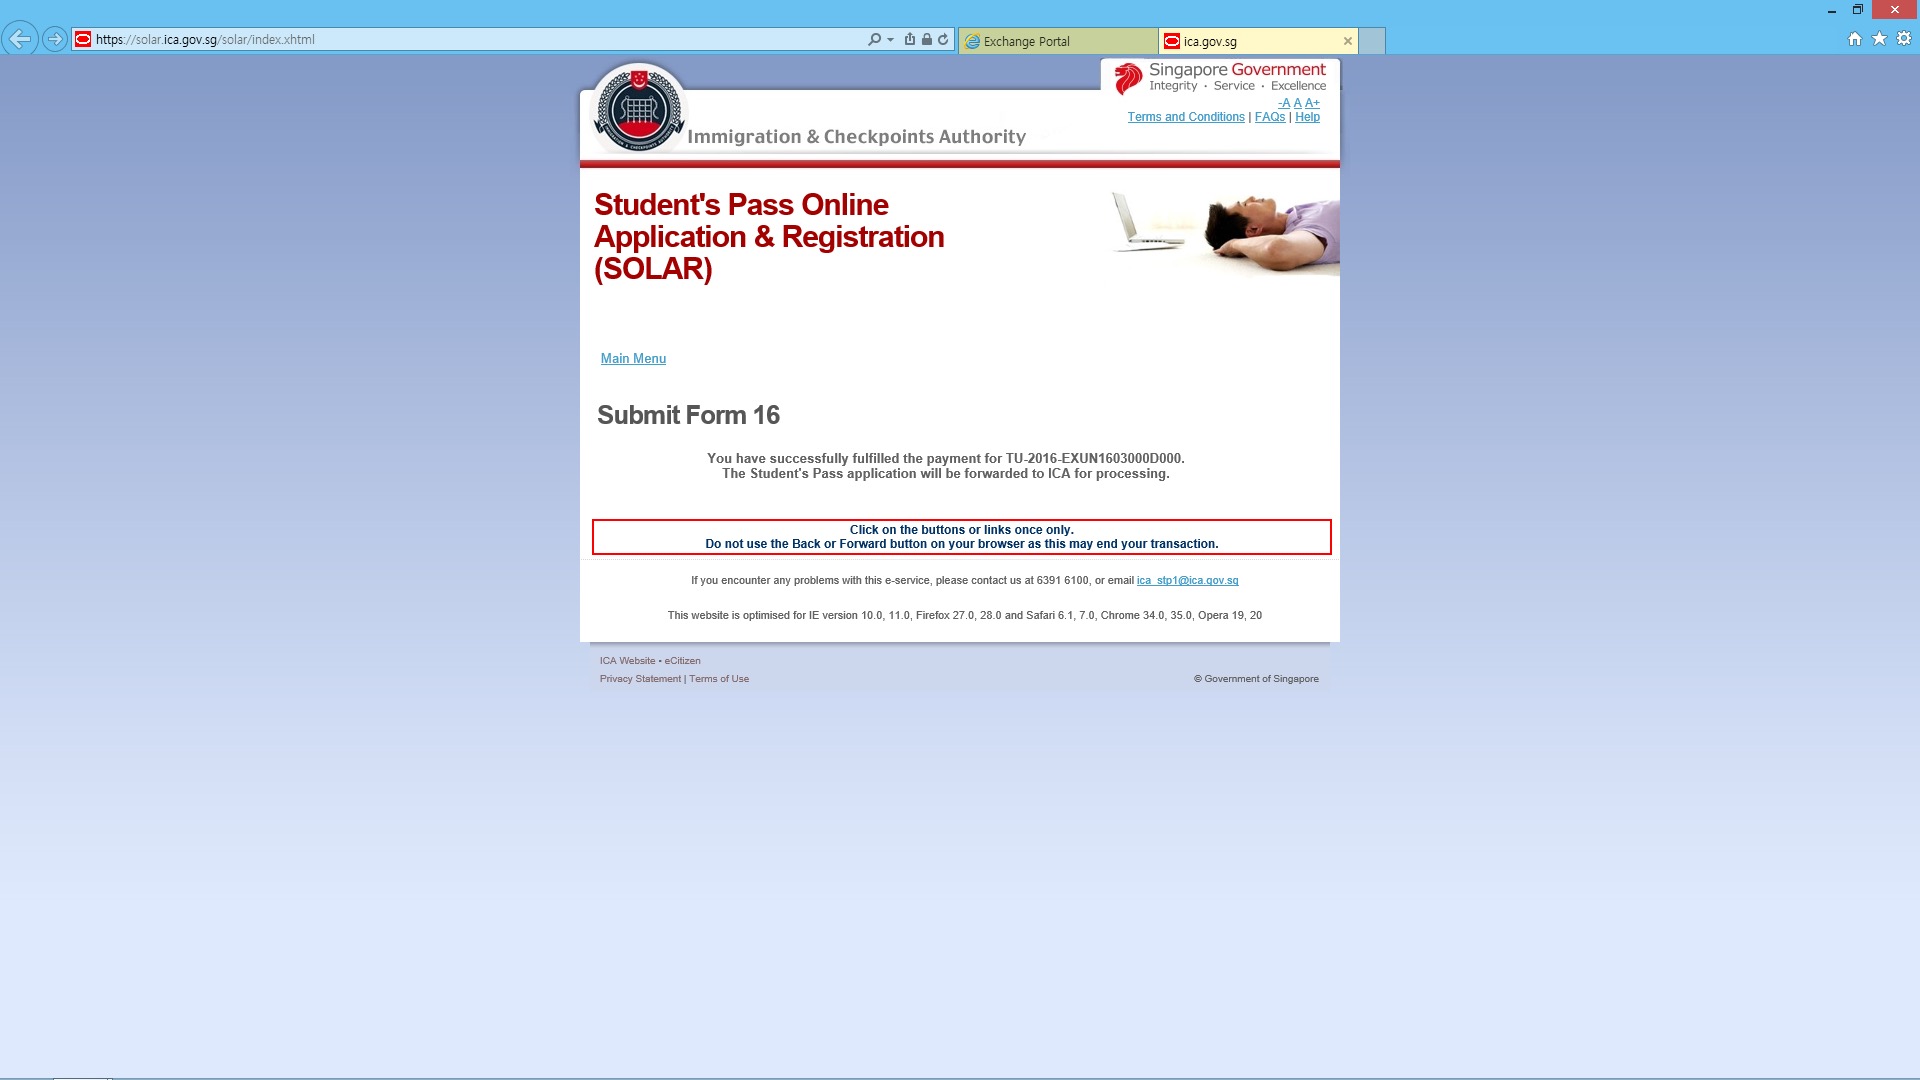 https://solar.ica.gov.sg/solar/index.xhtml
Exchange Portal
ica.gov.sg
Singapore Government
Integrity · Service · Excellence
-A A A+
Terms and Conditions | FAQs | Help
Immigration & Checkpoints Authority
Student's Pass Online
Application & Registration
(SOLAR)
Main Menu
Submit Form 16
You have successfully fulfilled the payment for TU-2016-EXUN1603000D000.
The Student's Pass application will be forwarded to ICA for processing.
Click on the buttons or links once only.
Do not use the Back or Forward button on your browser as this may end your transaction.
If you encounter any problems with this e-service, please contact us at 6391 6100, or email ica_stp1@ica.gov.sg
This website is optimised for IE version 10.0, 11.0, Firefox 27.0, 28.0 and Safari 6.1, 7.0, Chrome 34.0, 35.0, Opera 19, 20
ICA Website • eCitizen
Privacy Statement | Terms of Use
© Government of Singapore